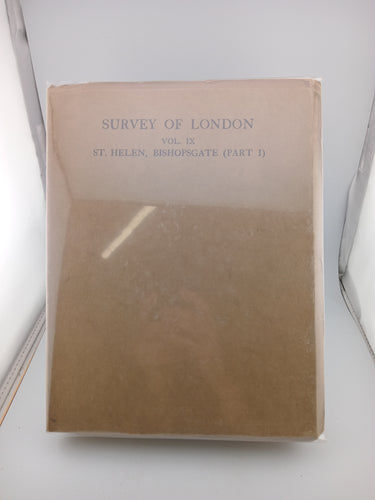 SURVEY OF LONDON
VOL. IX
ST. HELEN, BISHOPSGATE (PART I)